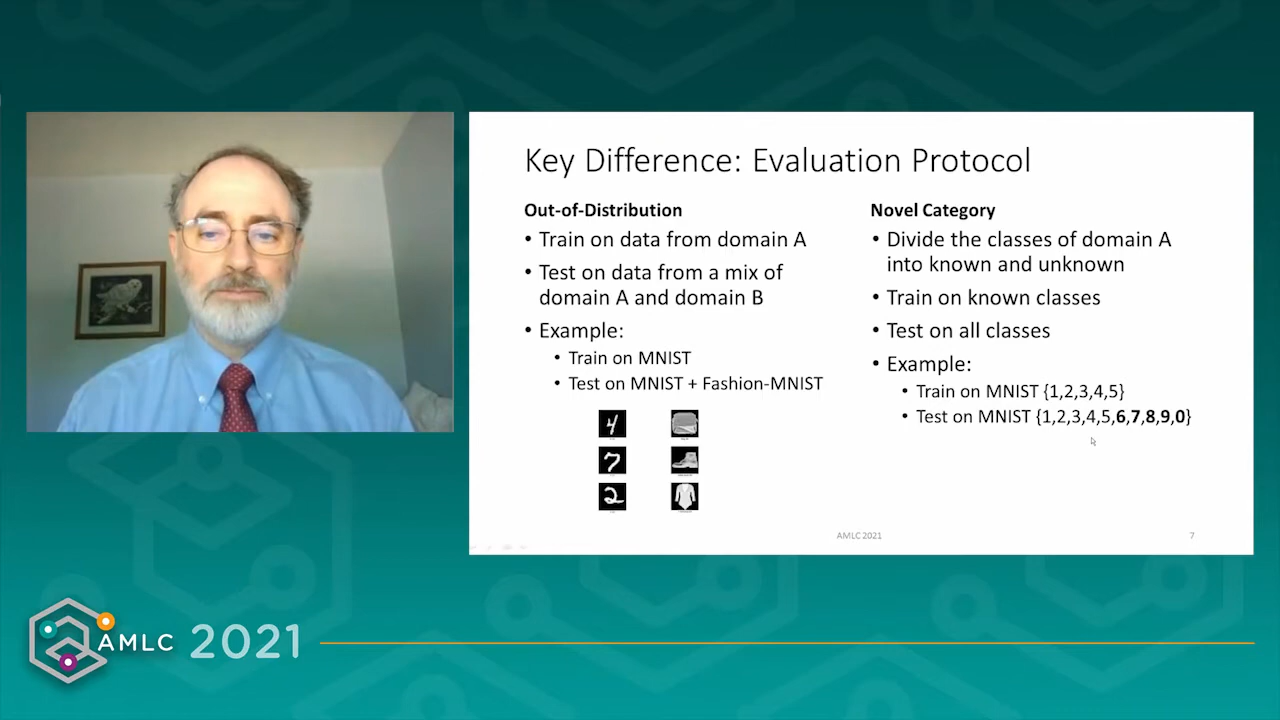 Key Difference: Evaluation Protocol
Out-of-Distribution
• Train on data from domain A
• Test on data from a mix of
domain A and domain B
• Example:
• Train on MNIST
• Test on MNIST + Fashion-MNIST
4
7
2
Novel Category
• Divide the classes of domain A
into known and unknown
• Train on known classes
• Test on all classes
• Example:
• Train on MNIST {1,2,3,4,5}
• Test on MNIST {1,2,3,4,5,6,7,8,9,0}
AMLC 2021
7
AMLC 2021